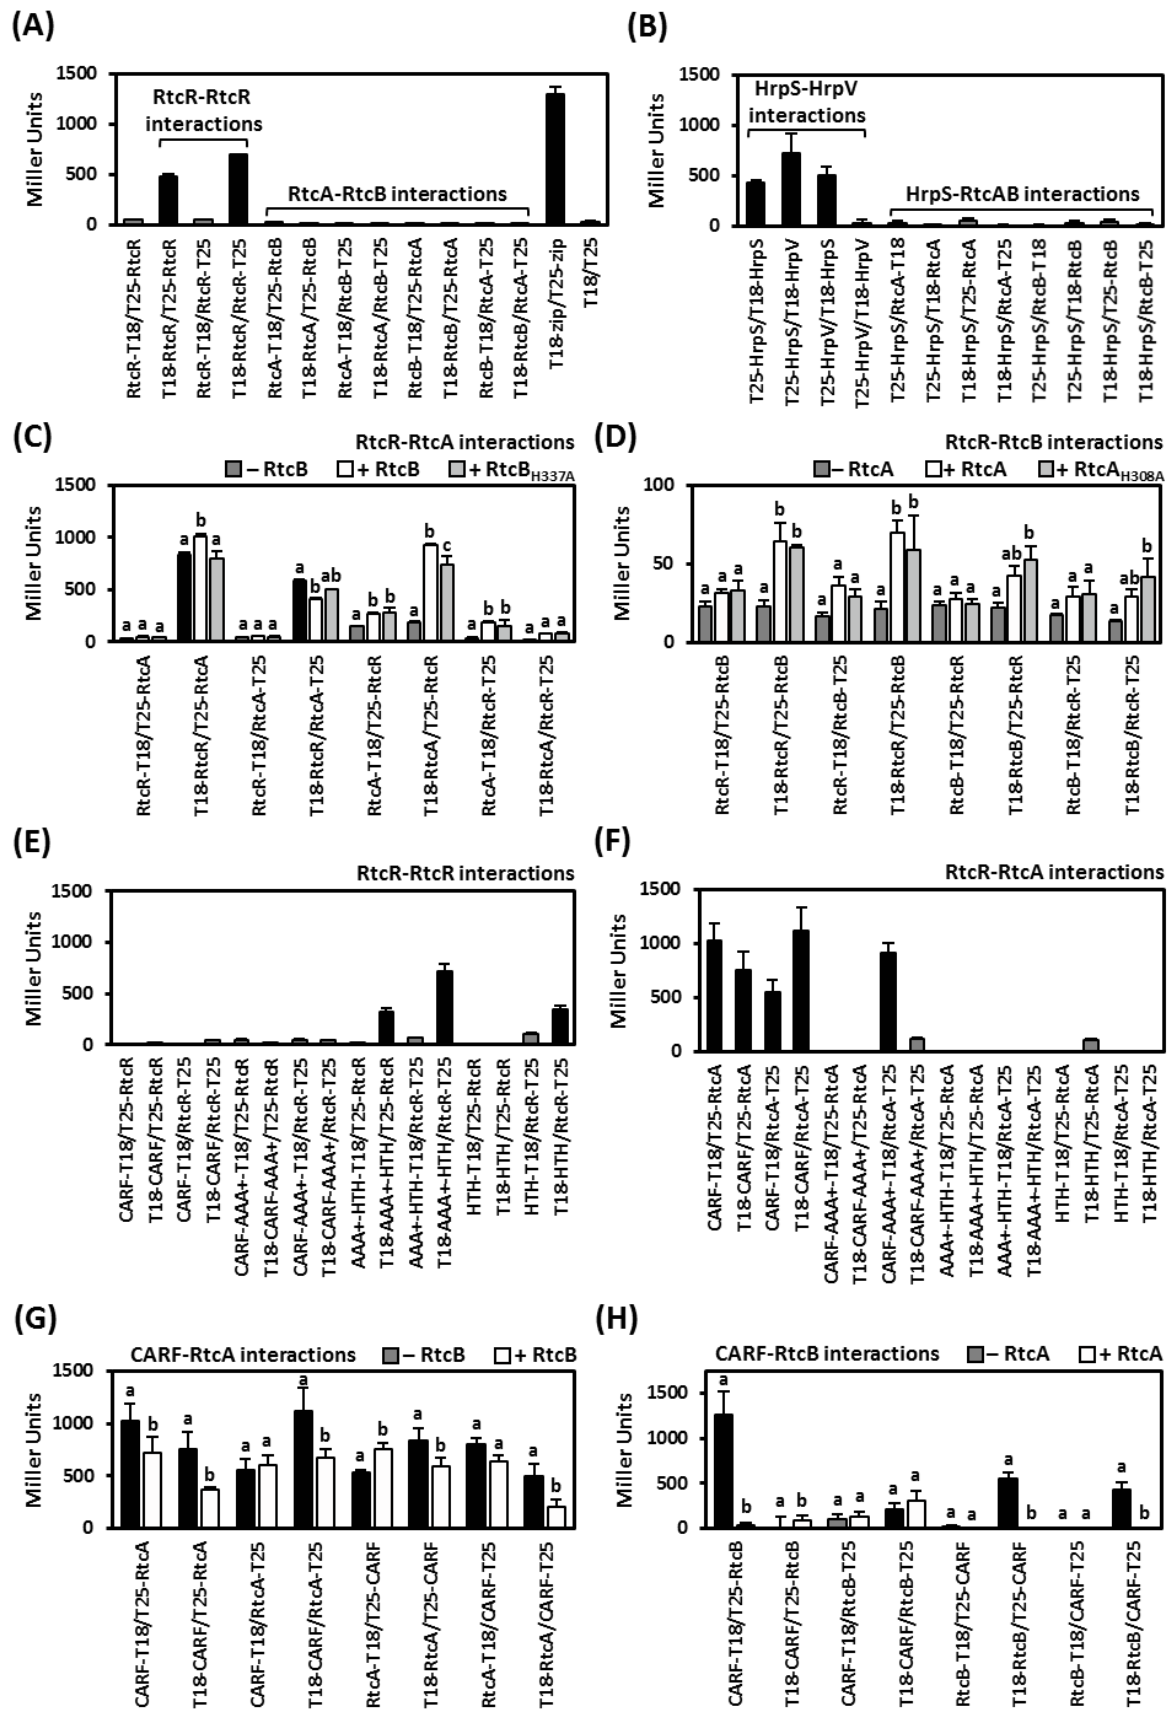 (A)
1500
1000
500
0
Miller Units
RtcR-RtcR
interactions
RtcA-RtcB interactions
RtcR-T18/T25-RtcR
T18-RtcR/T25-RtcR
RtcR-T18/RtcR-T25
T18-RtcR/RtcR-T25
RtcA-T18/T25-RtcB
T18-RtcA/T25-RtcB
RtcA-T18/RtcB-T25
T18-RtcA/RtcB-T25
RtcB-T18/T25-RtcA
T18-RtcB/T25-RtcA
RtcB-T18/RtcA-T25
T18-RtcB/RtcA-T25
T18-zip/T25-zip
T18/T25
(B)
1500
1000
500
0
Miller Units
HrpS-HrpV
interactions
HrpS-RtcAB interactions
T25-HrpS/T18-HrpS
T25-HrpS/T18-HrpV
T25-HrpV/T18-HrpS
T25-HrpV/T18-HrpV
T25-HrpS/RtcA-T18
T25-HrpS/T18-RtcA
T18-HrpS/T25-RtcA
T18-HrpS/RtcA-T25
T25-HrpS/RtcB-T18
T25-HrpS/T18-RtcB
T18-HrpS/T25-RtcB
T18-HrpS/RtcB-T25
(C)
RtcR-RtcA interactions
– RtcB + RtcB + RtcBH337A
1500
1000
500
0
Miller Units
a a a
a b a
a a a
a b ab
a b b
a b c
a b b
a a a
RtcR-T18/T25-RtcA
T18-RtcR/T25-RtcA
RtcR-T18/RtcA-T25
T18-RtcR/RtcA-T25
RtcA-T18/T25-RtcR
T18-RtcA/T25-RtcR
RtcA-T18/RtcR-T25
T18-RtcA/RtcR-T25
(D)
RtcR-RtcB interactions
– RtcA + RtcA + RtcAH308A
100
50
0
Miller Units
a a a
a b b
a a a
a b b
a a a
a ab b
a a a
a ab b
RtcR-T18/T25-RtcB
T18-RtcR/T25-RtcB
RtcR-T18/RtcB-T25
T18-RtcR/T25-RtcB
RtcB-T18/T25-RtcR
T18-RtcB/T25-RtcR
RtcB-T18/RtcR-T25
T18-RtcB/RtcR-T25
(E)
RtcR-RtcR interactions
1500
1000
500
0
Miller Units
CARF-T18/T25-RtcR
T18-CARF/T25-RtcR
CARF-T18/RtcR-T25
T18-CARF/RtcR-T25
CARF-AAA+-T18/T25-RtcR
T18-CARF-AAA+/T25-RtcR
CARF-AAA+-T18/RtcR-T25
T18-CARF-AAA+/RtcR-T25
AAA+-HTH-T18/T25-RtcR
T18-AAA+-HTH/T25-RtcR
AAA+-HTH-T18/RtcR-T25
T18-AAA+-HTH/RtcR-T25
HTH-T18/T25-RtcR
T18-HTH/T25-RtcR
HTH-T18/RtcR-T25
T18-HTH/RtcR-T25
(F)
RtcR-RtcA interactions
1500
1000
500
0
Miller Units
CARF-T18/T25-RtcA
T18-CARF/T25-RtcA
CARF-T18/RtcA-T25
T18-CARF/RtcA-T25
CARF-AAA+-T18/T25-RtcA
T18-CARF-AAA+/T25-RtcA
CARF-AAA+-T18/RtcA-T25
T18-CARF-AAA+/RtcA-T25
AAA+-HTH-T18/T25-RtcA
T18-AAA+-HTH/T25-RtcA
AAA+-HTH-T18/RtcA-T25
T18-AAA+-HTH/RtcA-T25
HTH-T18/T25-RtcA
T18-HTH/T25-RtcA
HTH-T18/RtcA-T25
T18-HTH/RtcA-T25
(G)
CARF-RtcA interactions – RtcB + RtcB
1500
1000
500
0
Miller Units
a b
a b
a a
a b
a b
a b
a a
a b
CARF-T18/T25-RtcA
T18-CARF/T25-RtcA
CARF-T18/RtcA-T25
T18-CARF/RtcA-T25
RtcA-T18/T25-CARF
T18-RtcA/T25-CARF
RtcA-T18/CARF-T25
T18-RtcA/CARF-T25
(H)
CARF-RtcB interactions – RtcA + RtcA
1500
1000
500
0
Miller Units
a b
a b
a a
a a
a a
a b
a a
a b
CARF-T18/T25-RtcB
T18-CARF/T25-RtcB
CARF-T18/RtcB-T25
T18-CARF/RtcB-T25
RtcB-T18/T25-CARF
T18-RtcB/T25-CARF
RtcB-T18/CARF-T25
T18-RtcB/CARF-T25